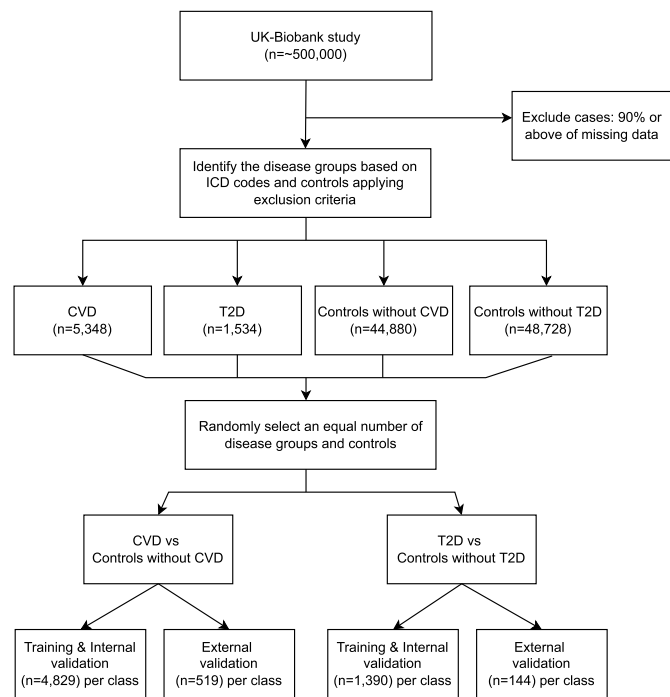 UK-Biobank study
(n=~500,000)
Exclude cases: 90% or
above of missing data
Identify the disease groups based on
ICD codes and controls applying
exclusion criteria
CVD
(n=5,348)
T2D
(n=1,534)
Controls without CVD
(n=44,880)
Controls without T2D
(n=48,728)
Randomly select an equal number of
disease groups and controls
CVD vs
Controls without CVD
T2D vs
Controls without T2D
Training & Internal
validation
(n=4,829) per class
External
validation
(n=519) per class
Training & Internal
validation
(n=1,390) per class
External
validation
(n=144) per class